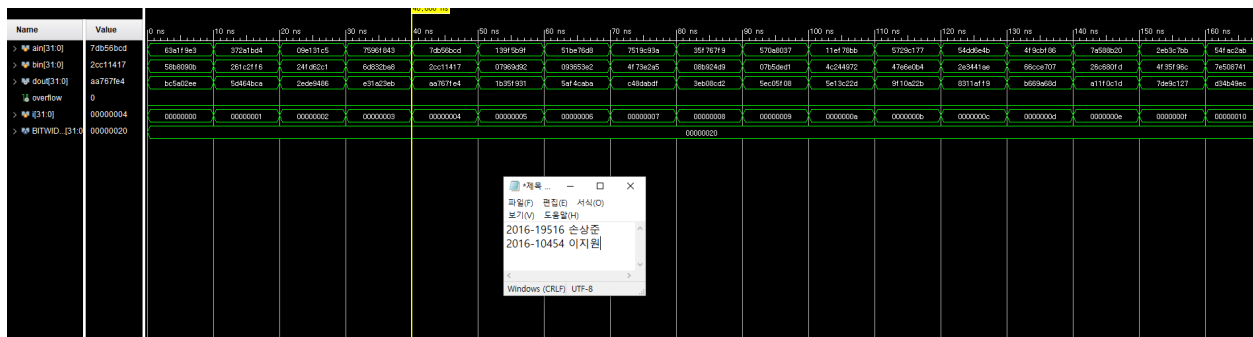 40,000 ns
Name Value 0 ns 10 ns 20 ns 30 ns 40 ns 50 ns 60 ns 70 ns 80 ns 90 ns 100 ns 110 ns 120 ns 130 ns 140 ns 150 ns 160 ns
ain[31:0] 7db56bcd 63a1f9e3 372a1bd4 09e131c5 7596f843 7db56bcd 139f5b9f 51be76d8 7519c93a 35f767f9 570a8037 11ef78bb 5729c177 54dd6e4b 4f9cbf86 7a588b20 2eb3c7bb 54fac2ab
bin[31:0] 2cc11417 58b8090b 261c2ff6 24fd62c1 6d832ba8 2cc11417 07969d92 093653e2 4f73e2a5 08b924d9 07b5ded1 4c244972 47e6e0b4 2e3441ae 66cce707 26c680fd 4f35f96c 7e508741
dout[31:0] aa767fe4 bc5a02ee 5d464bca 2ede9486 e31a23eb aa767fe4 1b35f931 5af4caba c48dabdf 3eb08cd2 5ec05f08 5e13c22d 9f10a22b 8311aff9 b669a68d a11f0c1d 7de9c127 d34b49ec
overflow 0
i[31:0] 00000004 00000000 00000001 00000002 00000003 00000004 00000005 00000006 00000007 00000008 00000009 0000000a 0000000b 0000000c 0000000d 0000000e 0000000f 00000010
BITWID...[31:0 00000020 00000020
*제목 ...
파일(F) 편집(E) 서식(O)
보기(V) 도움말(H)
2016-19516 손상준
2016-10454 이지원
Windows (CRLF) UTF-8